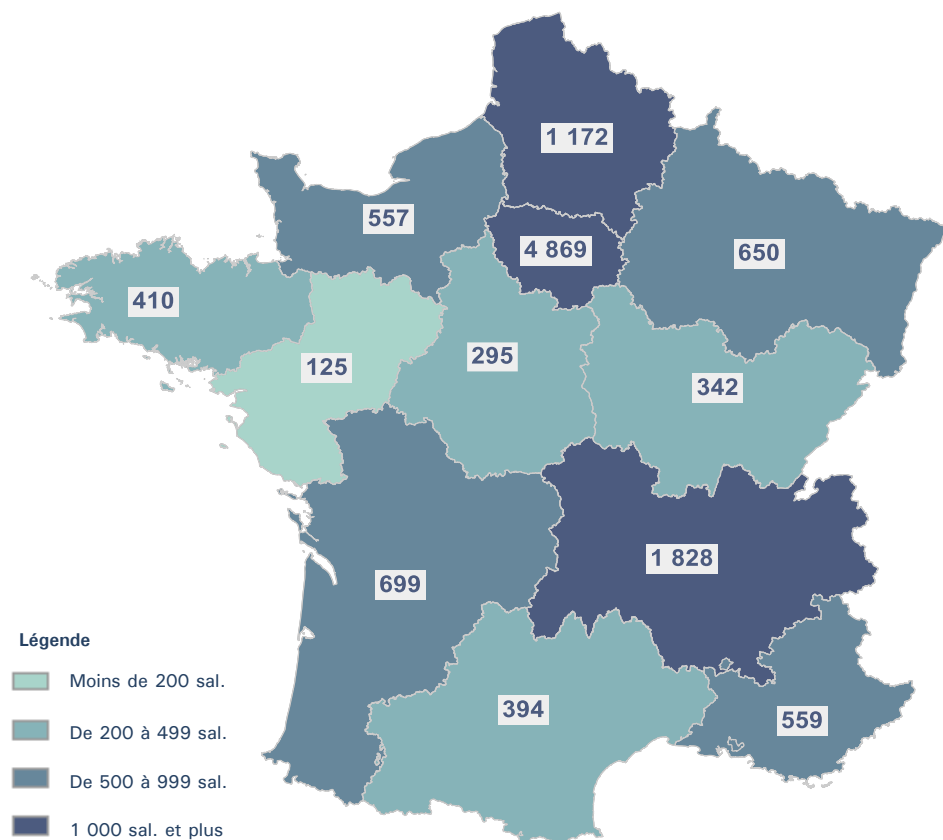 1 172
557
4 869
650
410
295
125
342
1 828
699
394
559
Légende
Moins de 200 sal.
De 200 à 499 sal.
De 500 à 999 sal.
1 000 sal. et plus